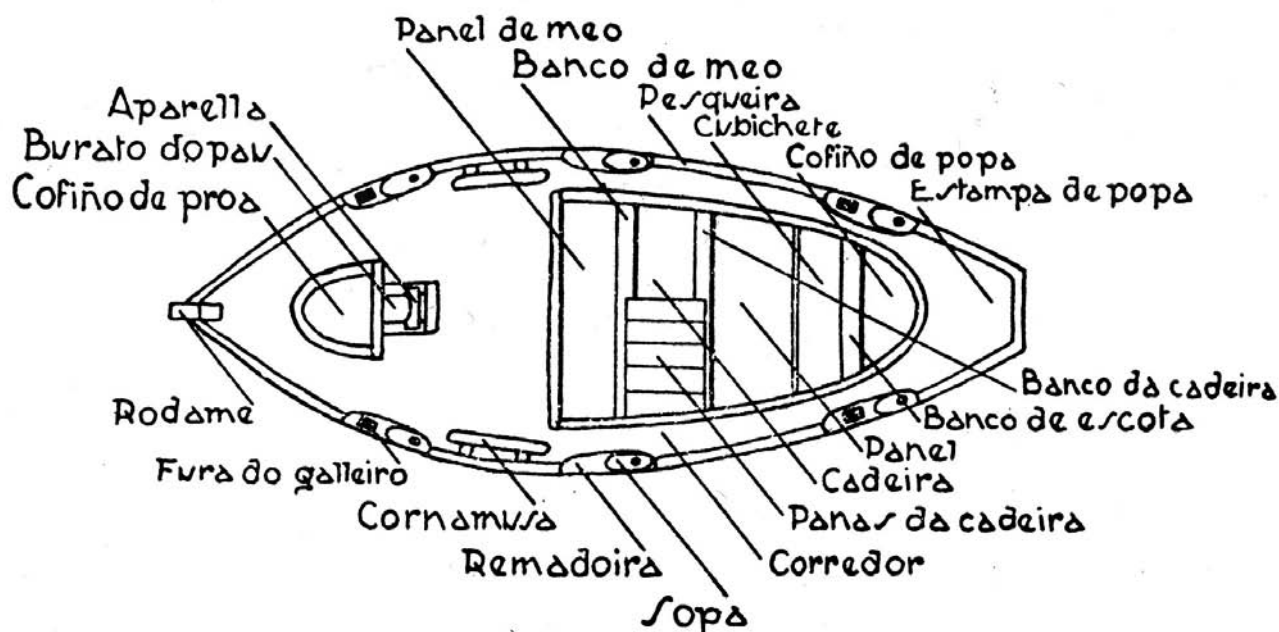 Panel de meo
Banco de meo
Pesqueira
Cubichete
Cofiño de popa
Estampa de popa
Aparella
Burato do pau
Cofiño de proa
Rodame
Fura do galleiro
Cornamusa
Remadoira
Sopa
Corredor
Panas da cadeira
Cadeira
Panel
Banco de escota
Banco da cadeira